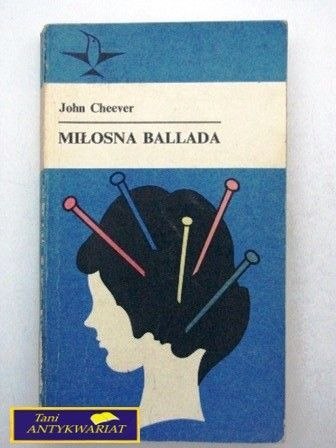 John Cheever
MIŁOSNA BALLADA
Tani
ANTYKWARIAT